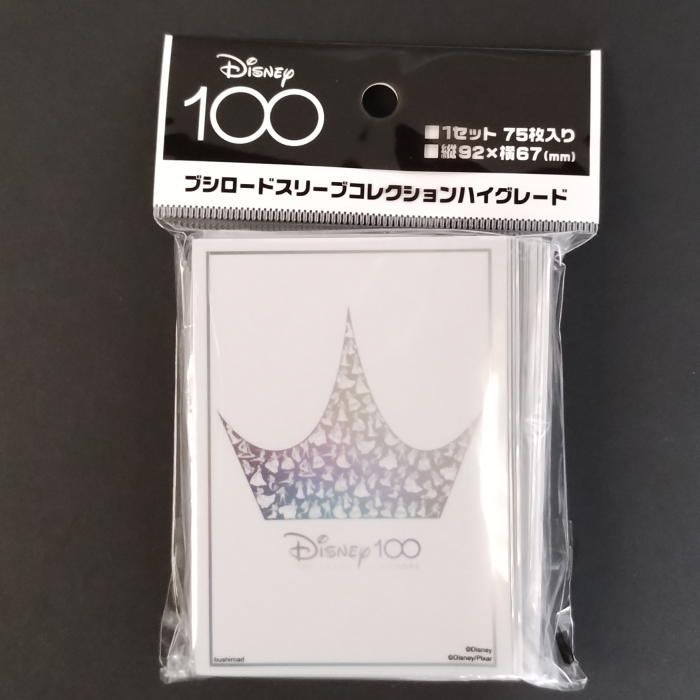 Disney
100
■1セット 75枚入り
■縦92×横67(mm)
ブシロードスリーブコレクションハイグレード
Disney 100
bushiroad
©Disney
©Disney/Pixar